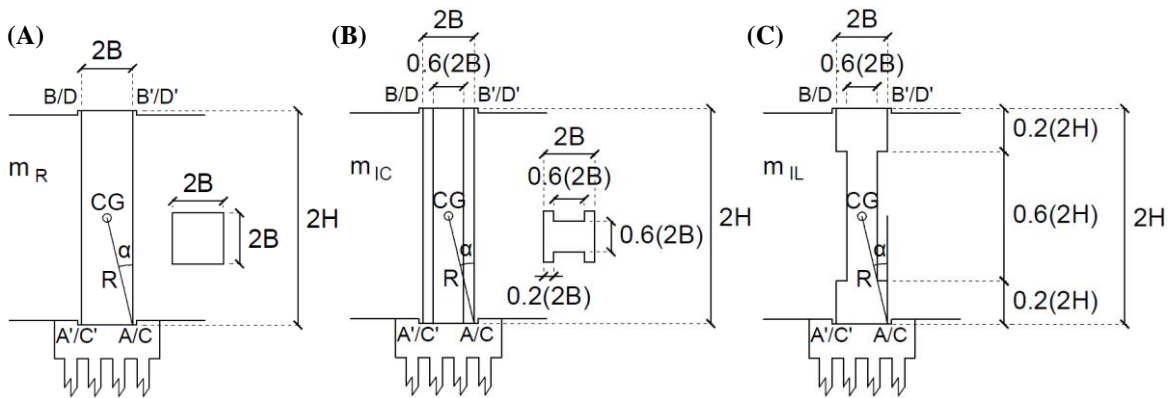 (A)
2B
B/D
B'/D'
m R
CG
α
R
2B
2B
2H
A'/C'
A/C
(B)
2B
0.6(2B)
B/D
B'/D'
m IC
CG
α
R
2B
0.6(2B)
0.6(2B)
0.2(2B)
2H
A'/C'
A/C
(C)
2B
0.6(2B)
B/D
B'/D'
m IL
CG
α
R
0.2(2H)
0.6(2H)
0.2(2H)
2H
A'/C'
A/C